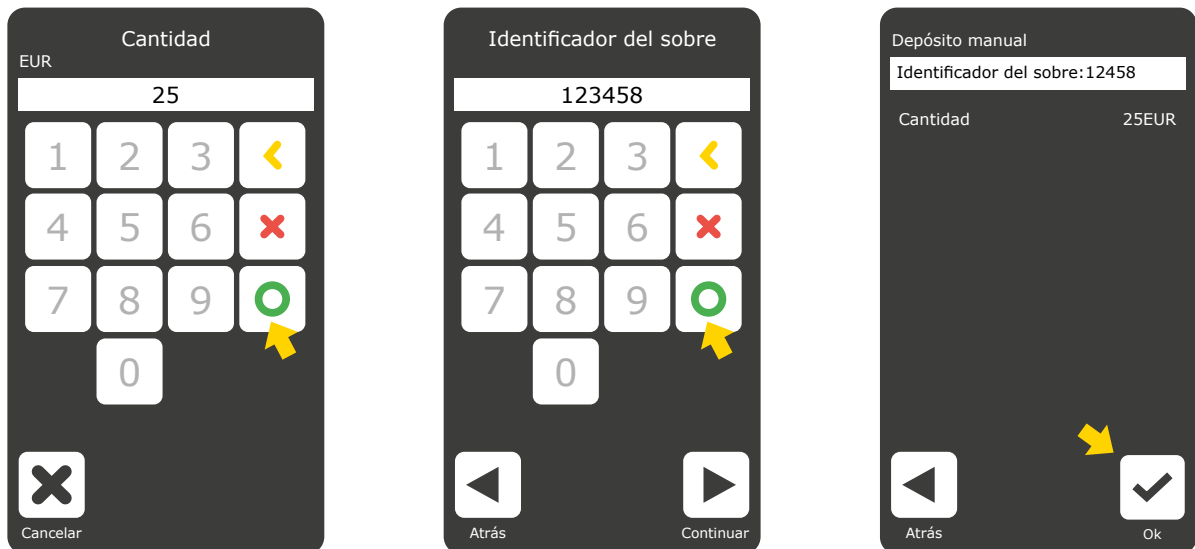 Cantidad
EUR
25
1 2 3
4 5 6
7 8 9
0
Cancelar
Identificador del sobre
123458
1 2 3
4 5 6
7 8 9
0
Atrás Continuar
Depósito manual
Identificador del sobre:12458
Cantidad 25EUR
Atrás Ok